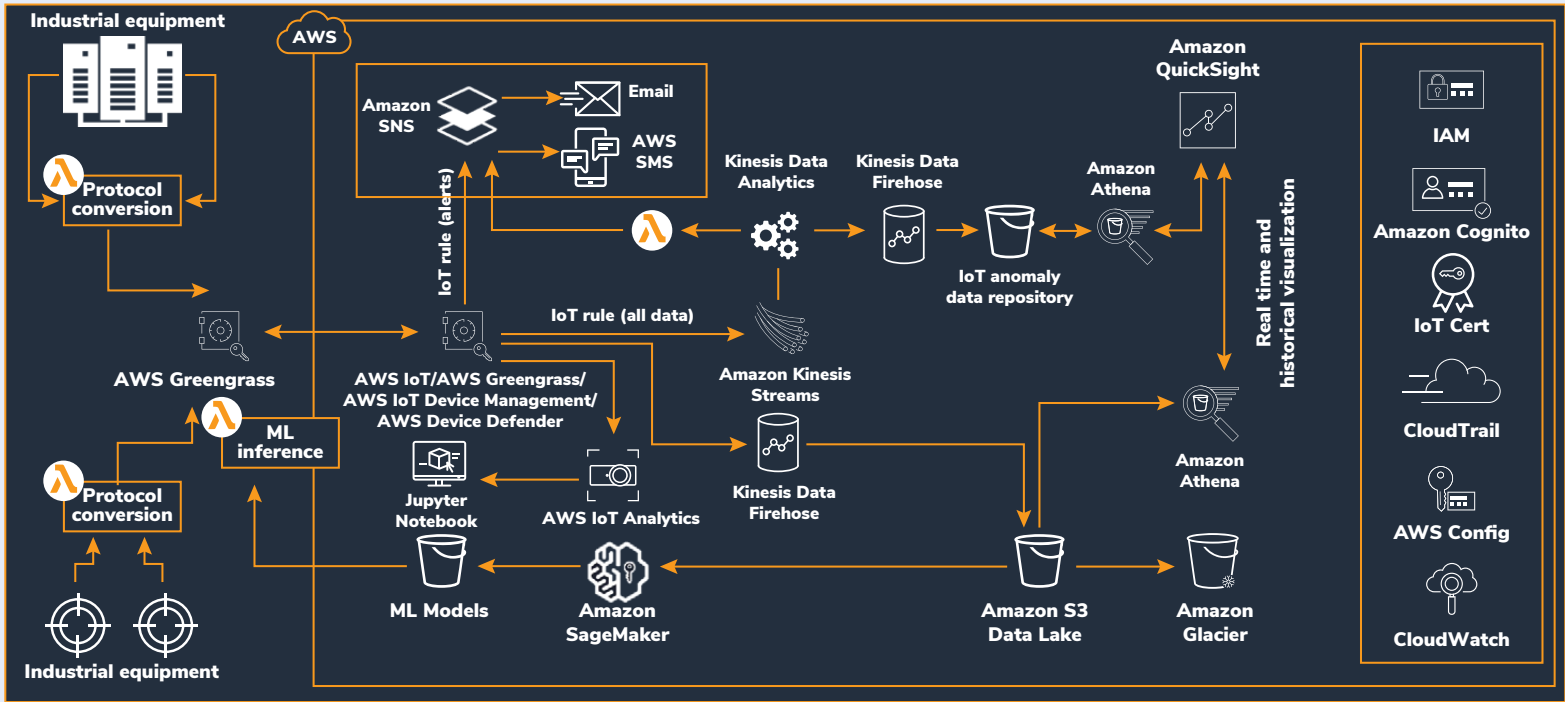 Industrial equipment
AWS
Protocol
conversion
AWS Greengrass
ML
inference
Protocol
conversion
Industrial equipment
Amazon
SNS
Email
AWS
SMS
IoT rule (alerts)
Kinesis Data
Analytics
Kinesis Data
Firehose
IoT anomaly
data repository
Amazon
Athena
Amazon
QuickSight
Real time and
historical visualization
IoT rule (all data)
AWS IoT/AWS Greengrass/
AWS IoT Device Management/
AWS Device Defender
Amazon Kinesis
Streams
Jupyter
Notebook
AWS IoT Analytics
Kinesis Data
Firehose
Amazon
Athena
ML Models
Amazon
SageMaker
Amazon S3
Data Lake
Amazon
Glacier
IAM
Amazon Cognito
IoT Cert
CloudTrail
AWS Config
CloudWatch